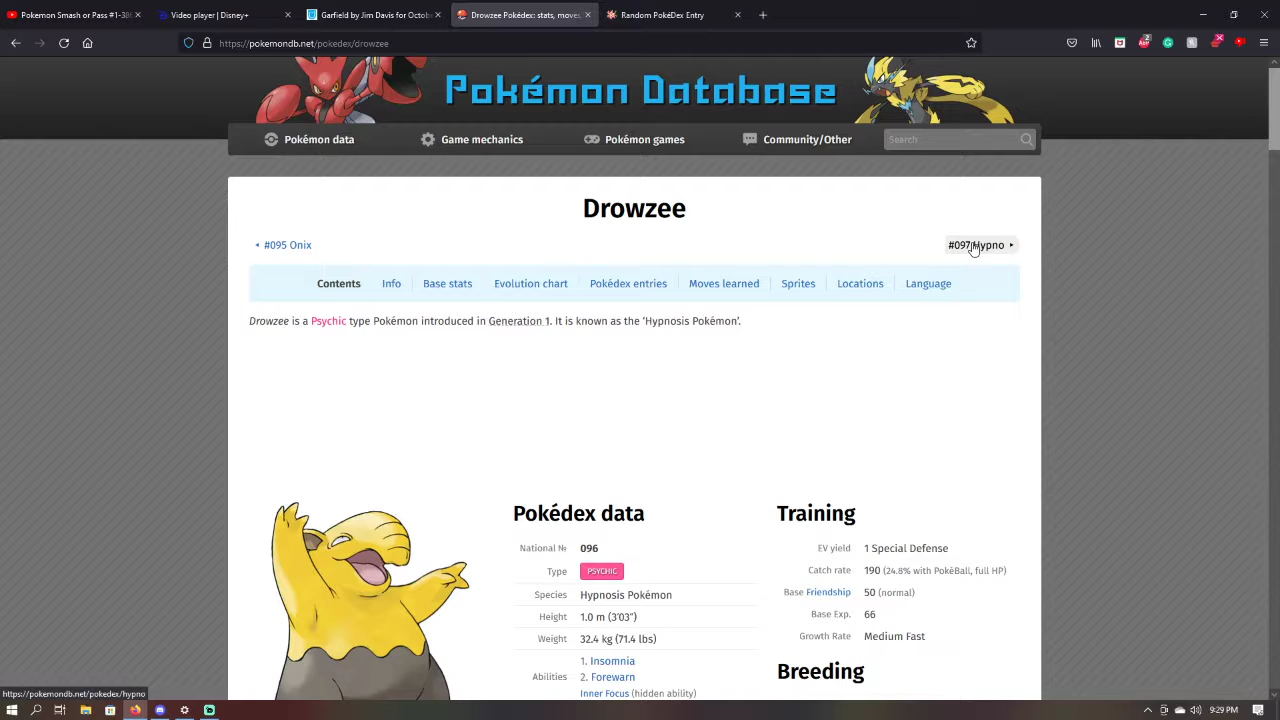 Spirit or Pass #1-386
Video player | Disney+
Garfield by Jim Davis for Octob
Drowzee Pokédex: stats, moves
Random PokéDex Entry
https://pokemondb.net/pokedex/drowzee
Pokémon Database
Pokémon data
Game mechanics
Pokémon games
Community/Other
Search
Drowzee
#095 Onix
#097 Hypno
Contents
Info
Base stats
Evolution chart
Pokédex entries
Moves learned
Sprites
Locations
Language
Drowzee is a Psychic type Pokémon introduced in Generation 1. It is known as the ‘Hypnosis Pokémon’.
Pokédex data
National № 096
Type PSYCHIC
Species Hypnosis Pokémon
Height 1.0 m (3′03″)
Weight 32.4 kg (71.4 lbs)
Abilities
1. Insomnia
2. Forewarn
Inner Focus (hidden ability)
Training
EV yield 1 Special Defense
Catch rate 190 (24.8% with PokéBall, full HP)
Base Friendship 50 (normal)
Base Exp. 66
Growth Rate Medium Fast
Breeding
https://pokemondb.net/pokedex/hypno
9:29 PM